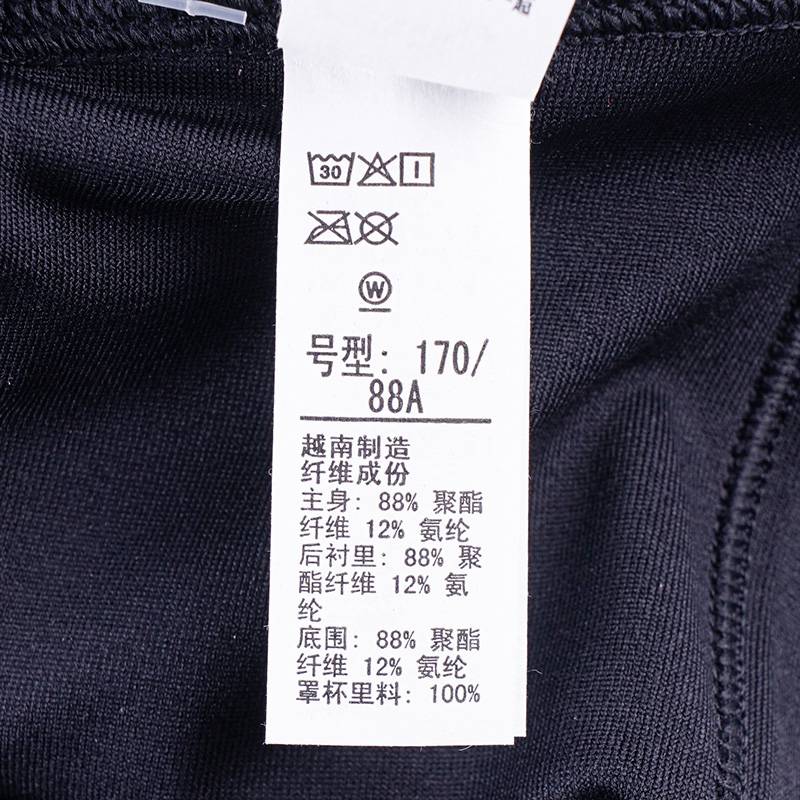 30
W
号型: 170/
88A
越南制造
纤维成份
主身: 88% 聚酯
纤维 12% 氨纶
后衬里: 88% 聚
酯纤维 12% 氨
纶
底围: 88% 聚酯
纤维 12% 氨纶
罩杯里料: 100%